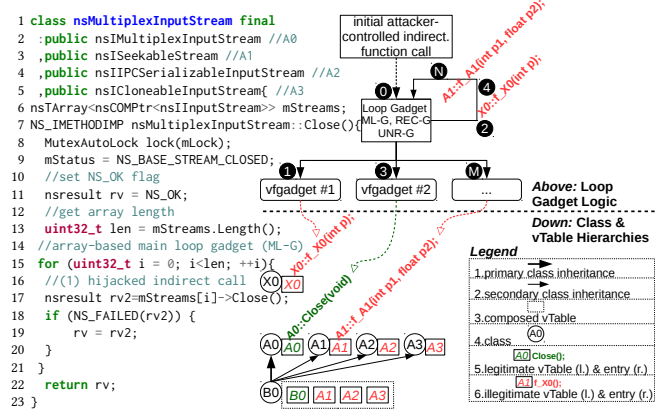 1 class nsMultiplexInputStream final
2 :public nsIMultiplexInputStream //A0
3 ,public nsISeekableStream //A1
4 ,public nsIIPCSerializableInputStream //A2
5 ,public nsICloneableInputStream{ //A3
6 nsTArray<nsCOMPtr<nsIInputStream>> mStreams;
7 NS_IMETHODIMP nsMultiplexInputStream::Close(){
8 MutexAutoLock lock(mLock);
9 mStatus = NS_BASE_STREAM_CLOSED;
10 //set NS_OK flag
11 nsresult rv = NS_OK;
12 //get array length
13 uint32_t len = mStreams.Length();
14 //array-based main loop gadget (ML-G)
15 for (uint32_t i = 0; i<len; ++i){
16 //(1) hijacked indirect call
17 nsresult rv2=mStreams[i]->Close();
18 if (NS_FAILED(rv2)) {
19 rv = rv2;
20 }
21 }
22 return rv;
23 }
initial attacker-
controlled indirect.
function call
A1::f_A1(int p1, float p2);
X0::f_X0(int p);
N
4
0
2
Loop Gadget
ML-G, REC-G
UNR-G
1
3
M
vfgadget #1
vfgadget #2
...
Above: Loop
Gadget Logic
Down: Class &
vTable Hierarchies
X0::f_X0(int p);
A0::Close(void)
A1::f_A1(int p1, float p2);
X0 X0
A0 A0 A1 A1 A2 A2 A3 A3
B0 B0 A1 A2 A3
Legend
1.primary class inheritance
2.secondary class inheritance
3.composed vTable
A0
4.class
A0 Close();
5.legitimate vTable (l.) & entry (r.)
A1 f_X0();
6.illegitimate vTable (l.) & entry (r.)